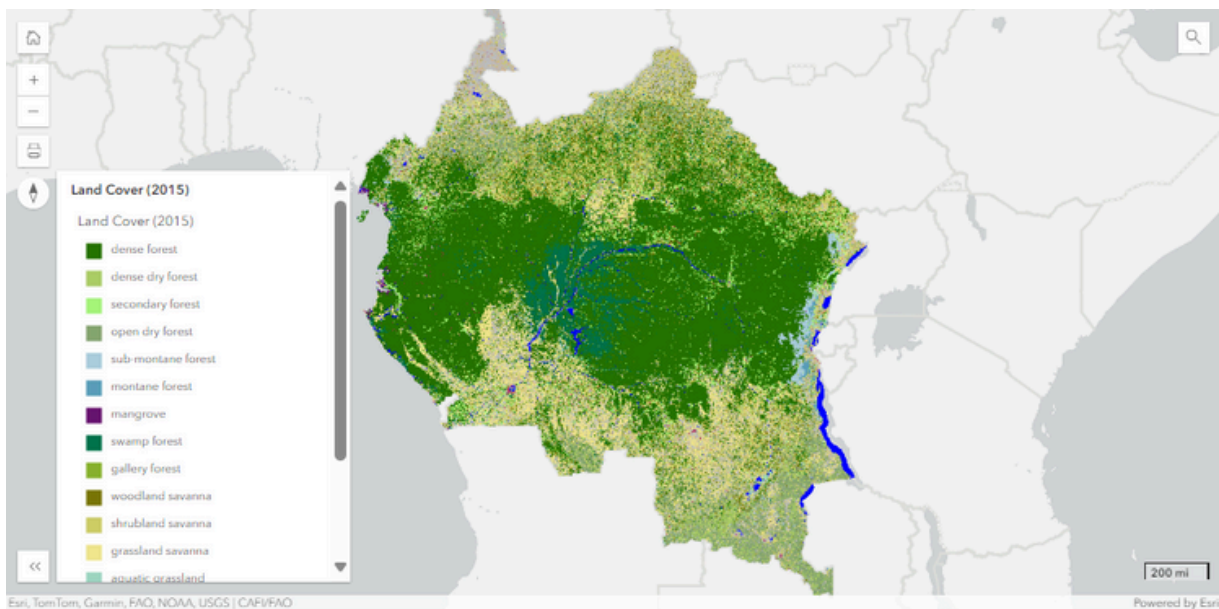 Land Cover (2015)
Land Cover (2015)
dense forest
dense dry forest
secondary forest
open dry forest
sub-montane forest
montane forest
mangrove
swamp forest
gallery forest
woodland savanna
shrubland savanna
grassland savanna
aquatic grassland
200 mi
Esri, TomTom, Garmin, FAO, NOAA, USGS | CAFI/FAO
Powered by Esri